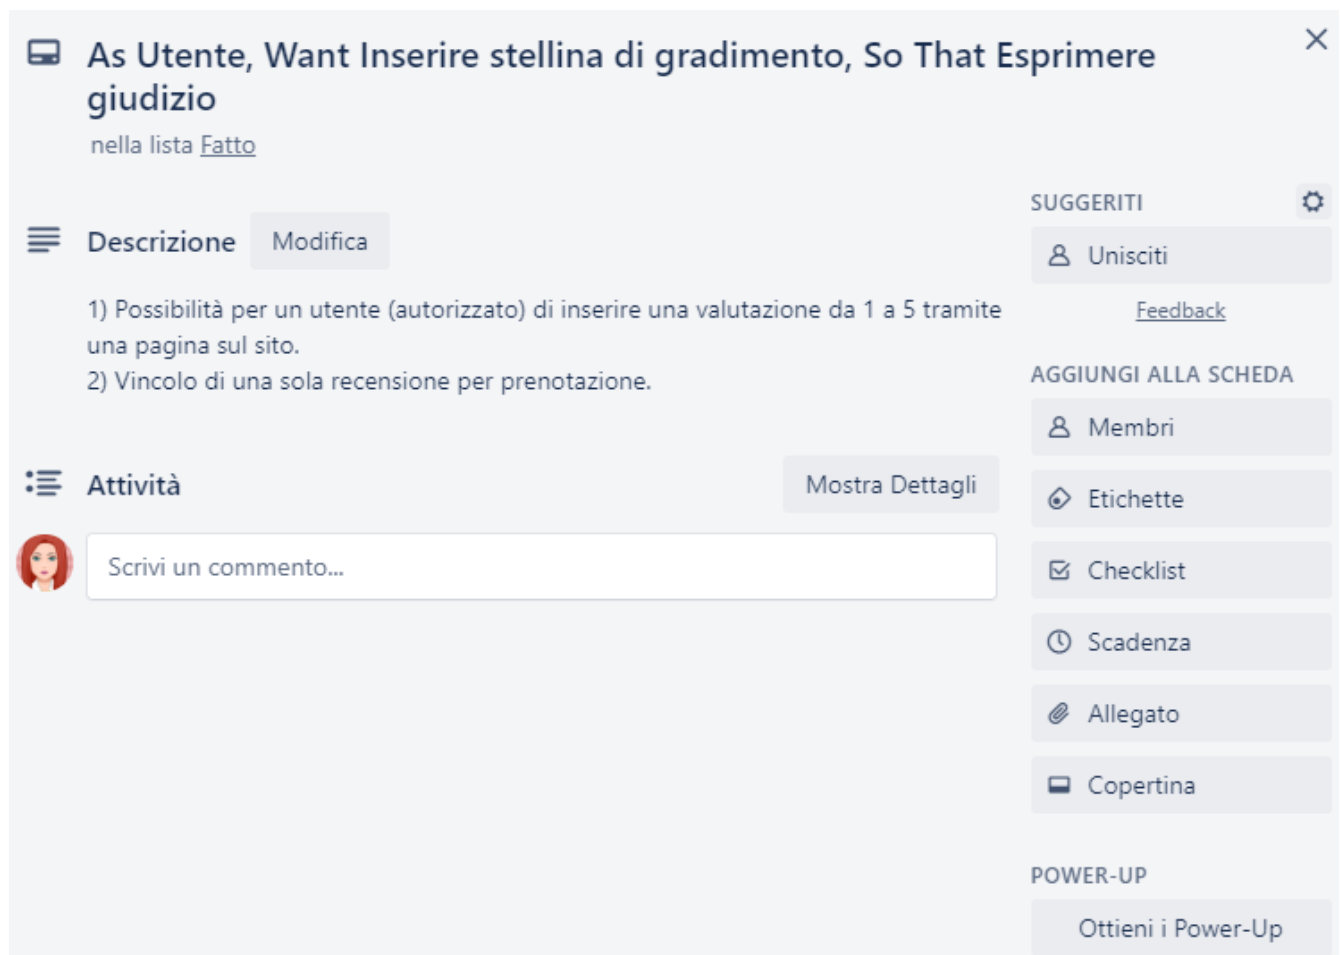 As Utente, Want Inserire stellina di gradimento, So That Esprimere
giudizio
nella lista Fatto
Descrizione
Modifica
1) Possibilità per un utente (autorizzato) di inserire una valutazione da 1 a 5 tramite
una pagina sul sito.
2) Vincolo di una sola recensione per prenotazione.
Attività
Mostra Dettagli
Scrivi un commento...
SUGGERITI
Unisciti
Feedback
AGGIUNGI ALLA SCHEDA
Membri
Etichette
Checklist
Scadenza
Allegato
Copertina
POWER-UP
Ottieni i Power-Up